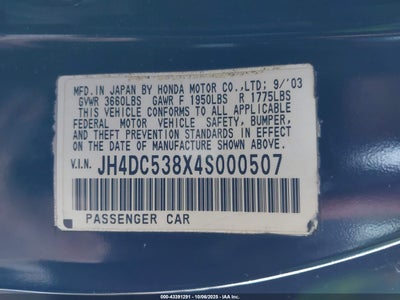 MFD.IN JAPAN BY HONDA MOTOR CO.,LTD; 9/'03
GVWR 3660LBS GAWR F 1950LBS R 1775LBS
THIS VEHICLE CONFORMS TO ALL APPLICABLE
FEDERAL MOTOR VEHICLE SAFETY, BUMPER,
AND THEFT PREVENTION STANDARDS IN EFFECT
ON THE DATE OF MANUFACTURE SHOWN ABOVE.
V.I.N. JH4DC538X4S000507
PASSENGER CAR
000-43391291 - 10/06/2025 - IAA Inc.